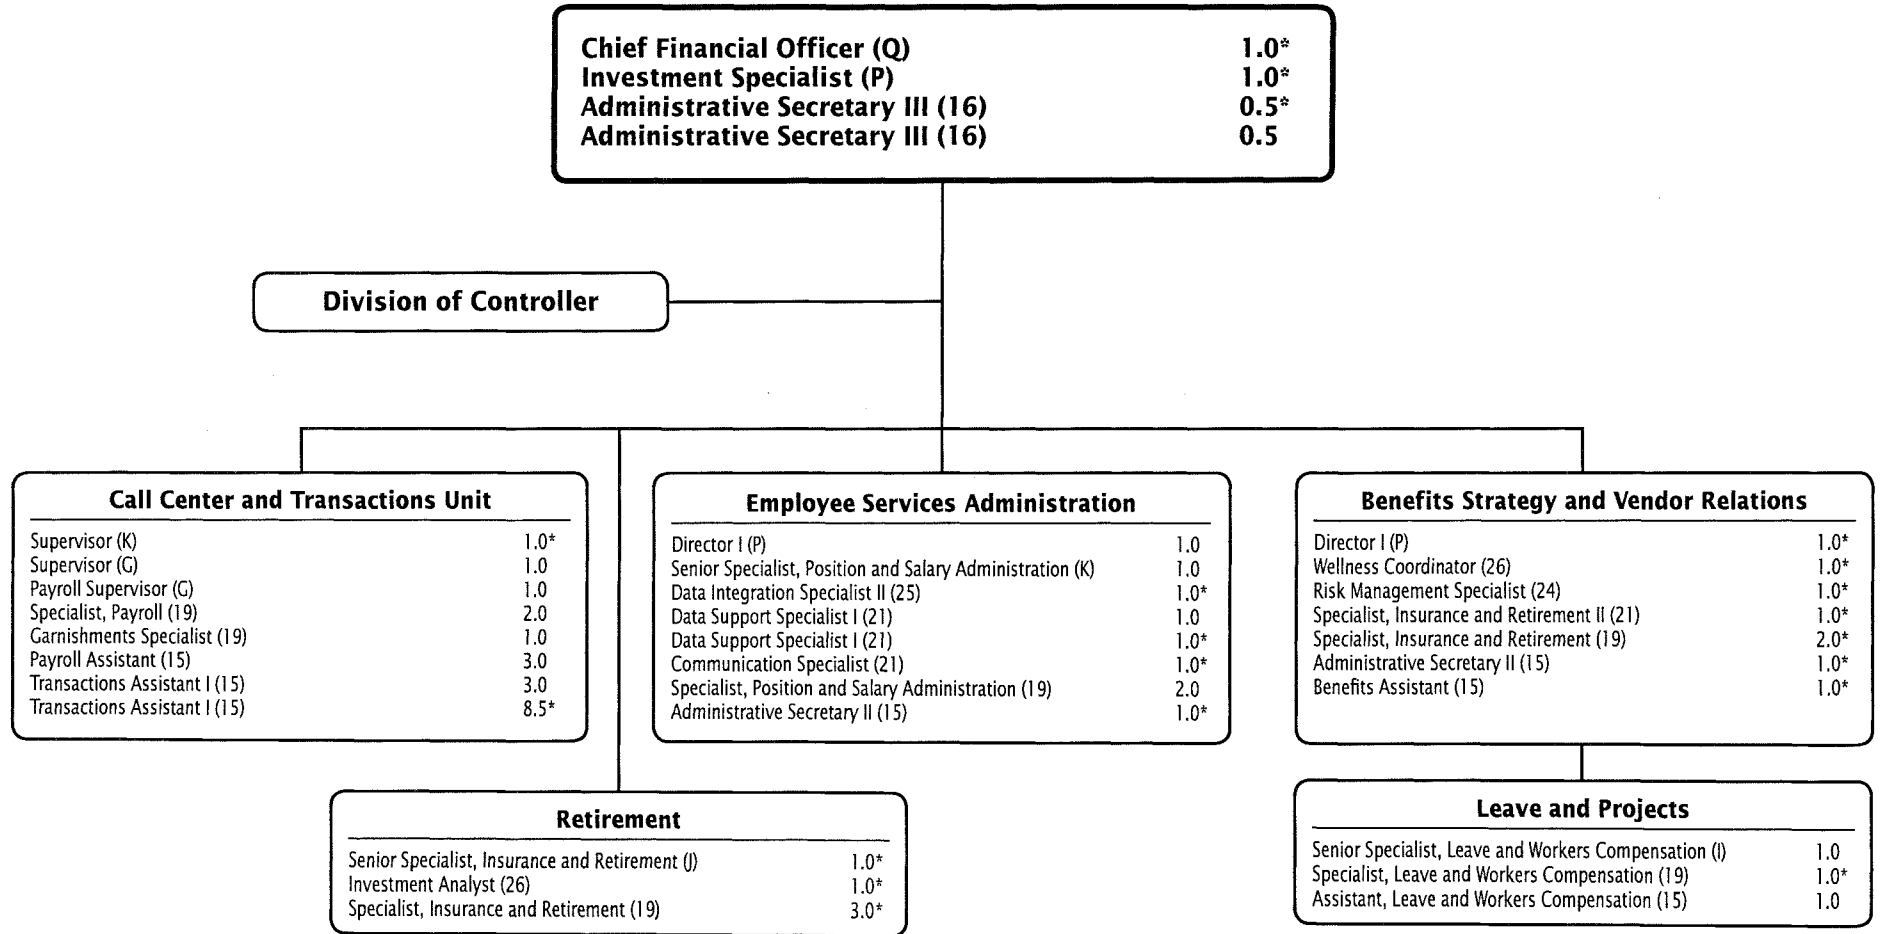 Chief Financial Officer (Q) 1.0*
Investment Specialist (P) 1.0*
Administrative Secretary III (16) 0.5*
Administrative Secretary III (16) 0.5
Division of Controller
Call Center and Transactions Unit
Supervisor (K) 1.0*
Supervisor (G) 1.0
Payroll Supervisor (G) 1.0
Specialist, Payroll (19) 2.0
Garnishments Specialist (19) 1.0
Payroll Assistant (15) 3.0
Transactions Assistant I (15) 3.0
Transactions Assistant I (15) 8.5*
Employee Services Administration
Director I (P) 1.0
Senior Specialist, Position and Salary Administration (K) 1.0
Data Integration Specialist II (25) 1.0*
Data Support Specialist I (21) 1.0
Data Support Specialist I (21) 1.0*
Communication Specialist (21) 1.0*
Specialist, Position and Salary Administration (19) 2.0
Administrative Secretary II (15) 1.0*
Benefits Strategy and Vendor Relations
Director I (P) 1.0*
Wellness Coordinator (26) 1.0*
Risk Management Specialist (24) 1.0*
Specialist, Insurance and Retirement II (21) 1.0*
Specialist, Insurance and Retirement (19) 2.0*
Administrative Secretary II (15) 1.0*
Benefits Assistant (15) 1.0*
Retirement
Senior Specialist, Insurance and Retirement (J) 1.0*
Investment Analyst (26) 1.0*
Specialist, Insurance and Retirement (19) 3.0*
Leave and Projects
Senior Specialist, Leave and Workers Compensation (I) 1.0
Specialist, Leave and Workers Compensation (19) 1.0*
Assistant, Leave and Workers Compensation (15) 1.0